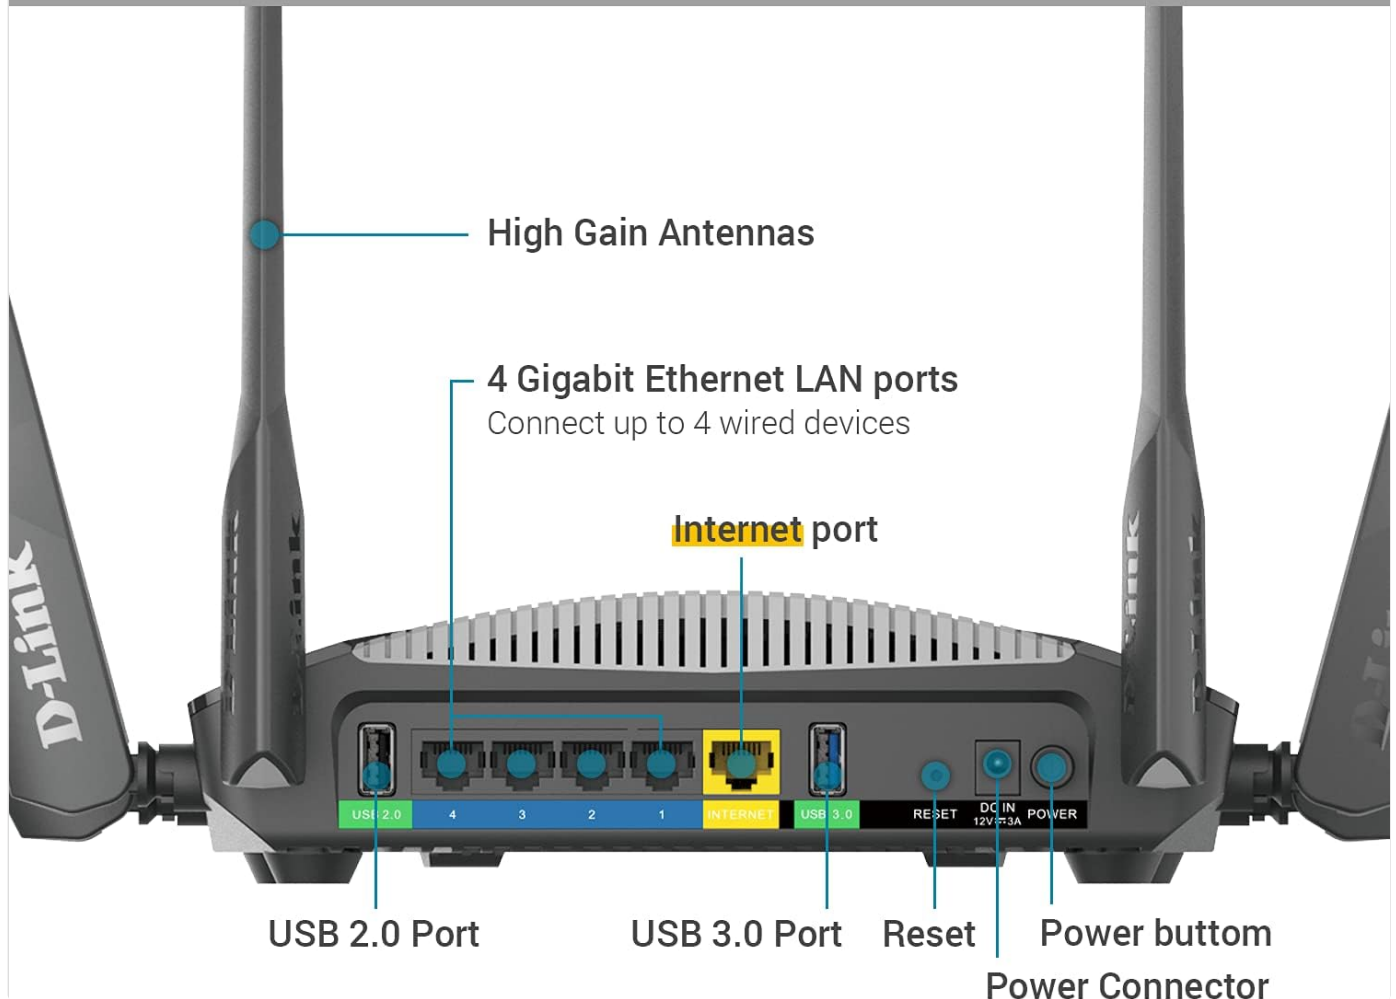 High Gain Antennas
4 Gigabit Ethernet LAN ports
Connect up to 4 wired devices
Internet port
D-Link
USB 2.0
4
3
2
1
INTERNET
USB 3.0
RESET
DC IN
12V⎓3A
POWER
USB 2.0 Port
USB 3.0 Port
Reset
Power buttom
Power Connector